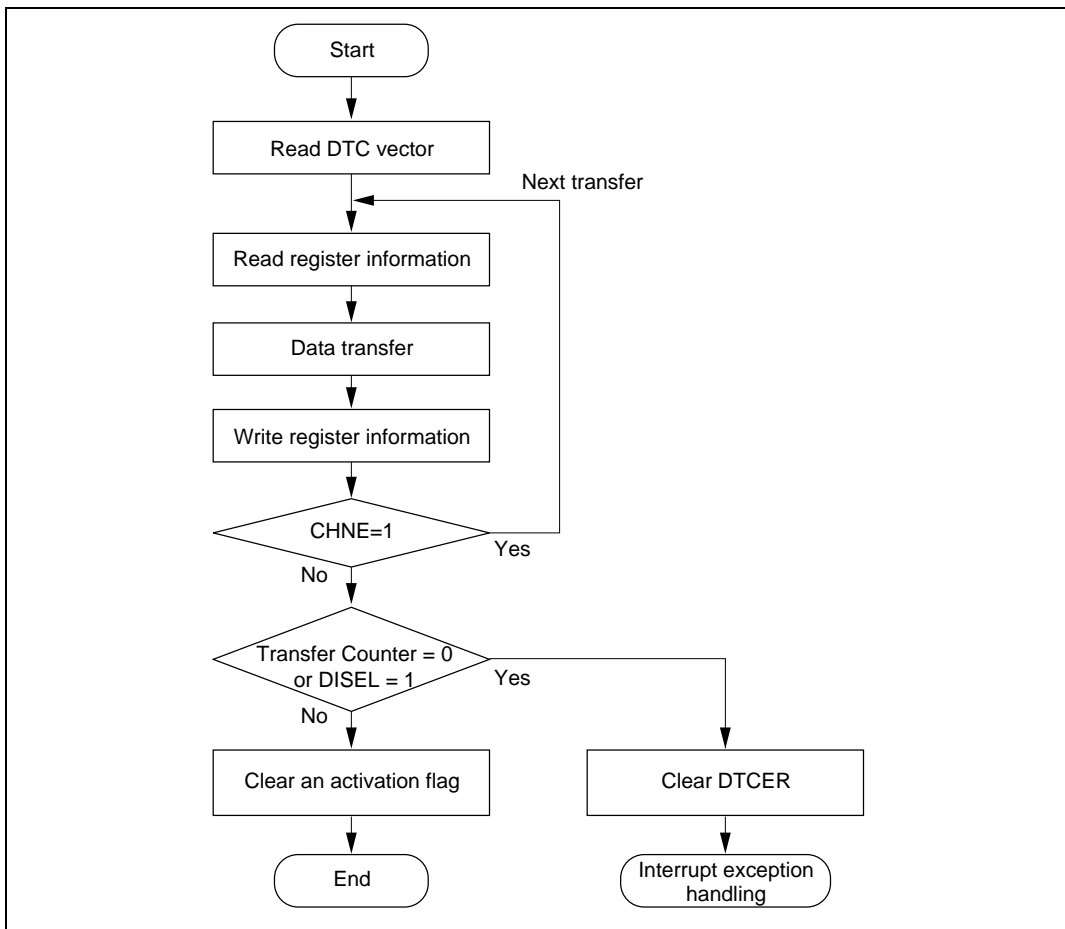 Start
Read DTC vector
Next transfer
Read register information
Data transfer
Write register information
CHNE=1
Yes
No
Transfer Counter = 0
or DISEL = 1
Yes
No
Clear an activation flag
Clear DTCER
End
Interrupt exception
handling